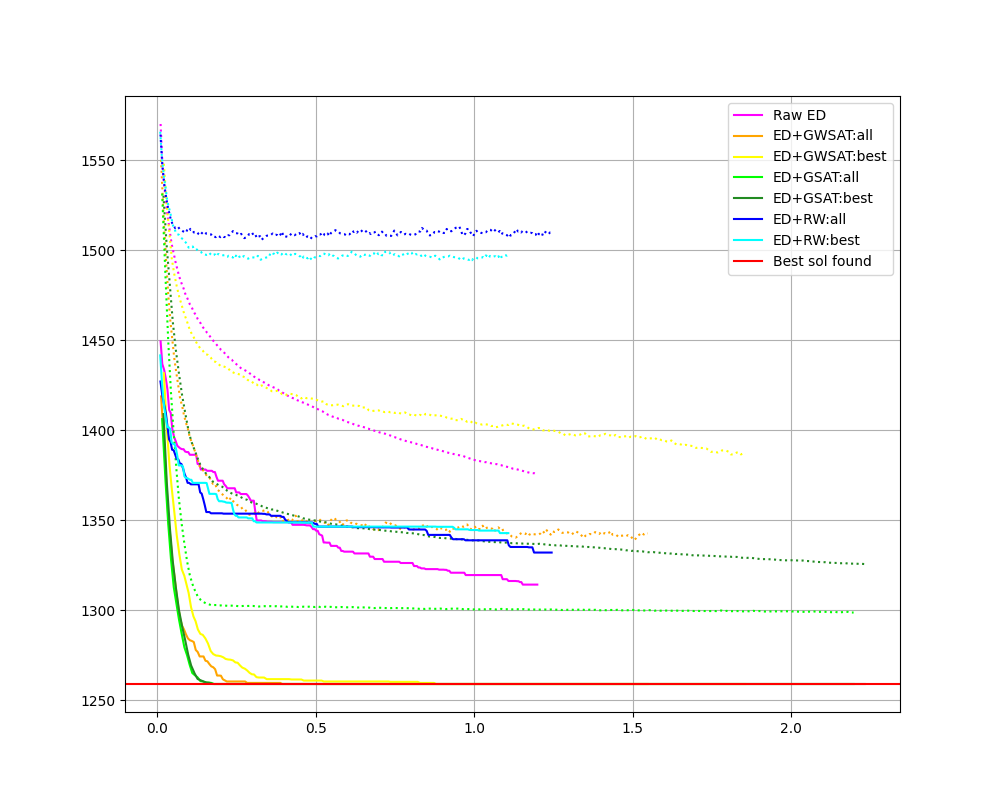 1550
1500
1450
1400
1350
1300
1250
0.0
0.5
1.0
1.5
2.0
Raw ED
ED+GWSAT:all
ED+GWSAT:best
ED+GSAT:all
ED+GSAT:best
ED+RW:all
ED+RW:best
Best sol found